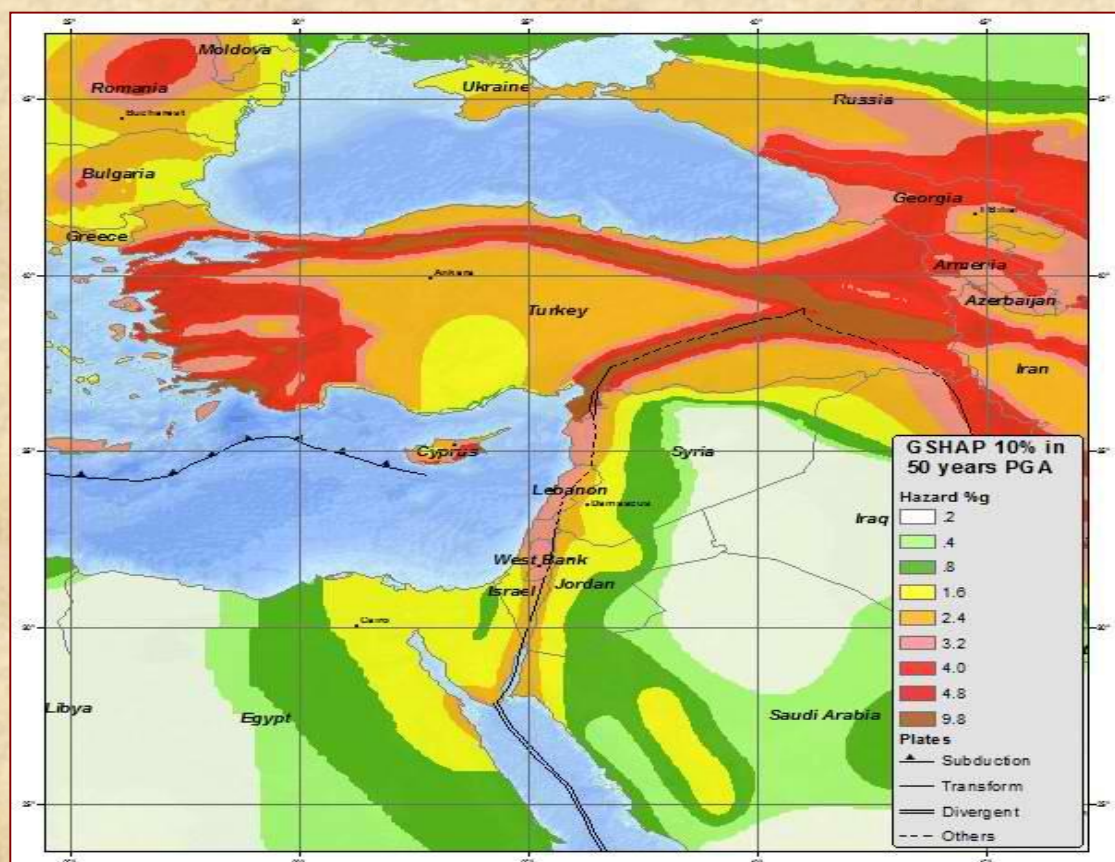 Moldova
Romania
Bucharest
Ukraine
Russia
Bulgaria
Georgia
Greece
Ankara
Armenia
Azerbaijan
Turkey
Iran
Cyprus
Syria
Lebanon
Damascus
Iraq
West Bank
Israel
Jordan
Cairo
Libya
Egypt
Saudi Arabia
GSHAP 10% in
50 years PGA
Hazard %g
.2
.4
.8
1.6
2.4
3.2
4.0
4.8
9.8
Plates
Subduction
Transform
Divergent
Others